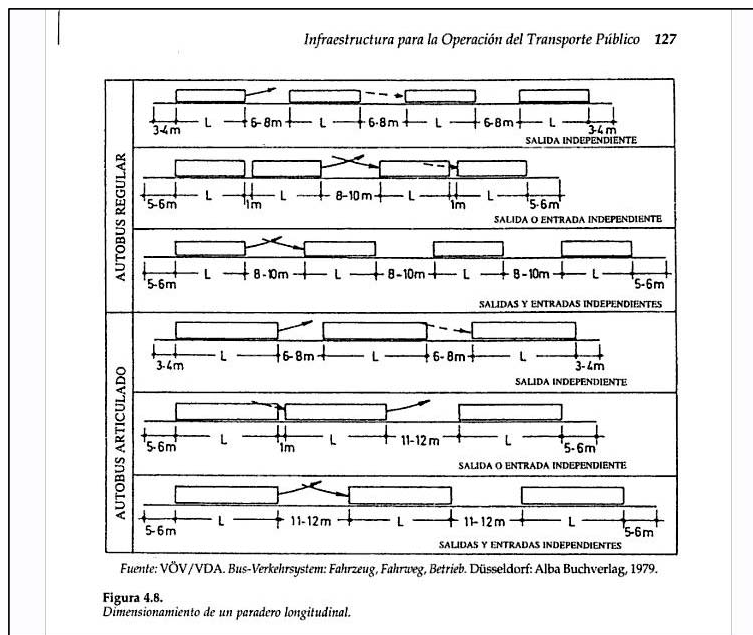 Infraestructura para la Operación del Transporte Público 127
AUTOBUS REGULAR
3-4m L 6-8m L 6-8m L 6-8m L 3-4m
SALIDA INDEPENDIENTE
5-6m L 1m L 8-10m L 1m L 5-6m
SALIDA O ENTRADA INDEPENDIENTE
5-6m L 8-10m L 8-10m L 8-10m L 5-6m
SALIDAS Y ENTRADAS INDEPENDIENTES
AUTOBUS ARTICULADO
3-4m L 6-8m L 6-8m L 3-4m
SALIDA INDEPENDIENTE
5-6m L 1m L 11-12m L 5-6m
SALIDA O ENTRADA INDEPENDIENTE
5-6m L 11-12m L 11-12m L 5-6m
SALIDAS Y ENTRADAS INDEPENDIENTES
Fuente: VÖV/VDA. Bus-Verkehrsystem: Fahrzeug, Fahrweg, Betrieb. Düsseldorf: Alba Buchverlag, 1979.
Figura 4.8.
Dimensionamiento de un paradero longitudinal.